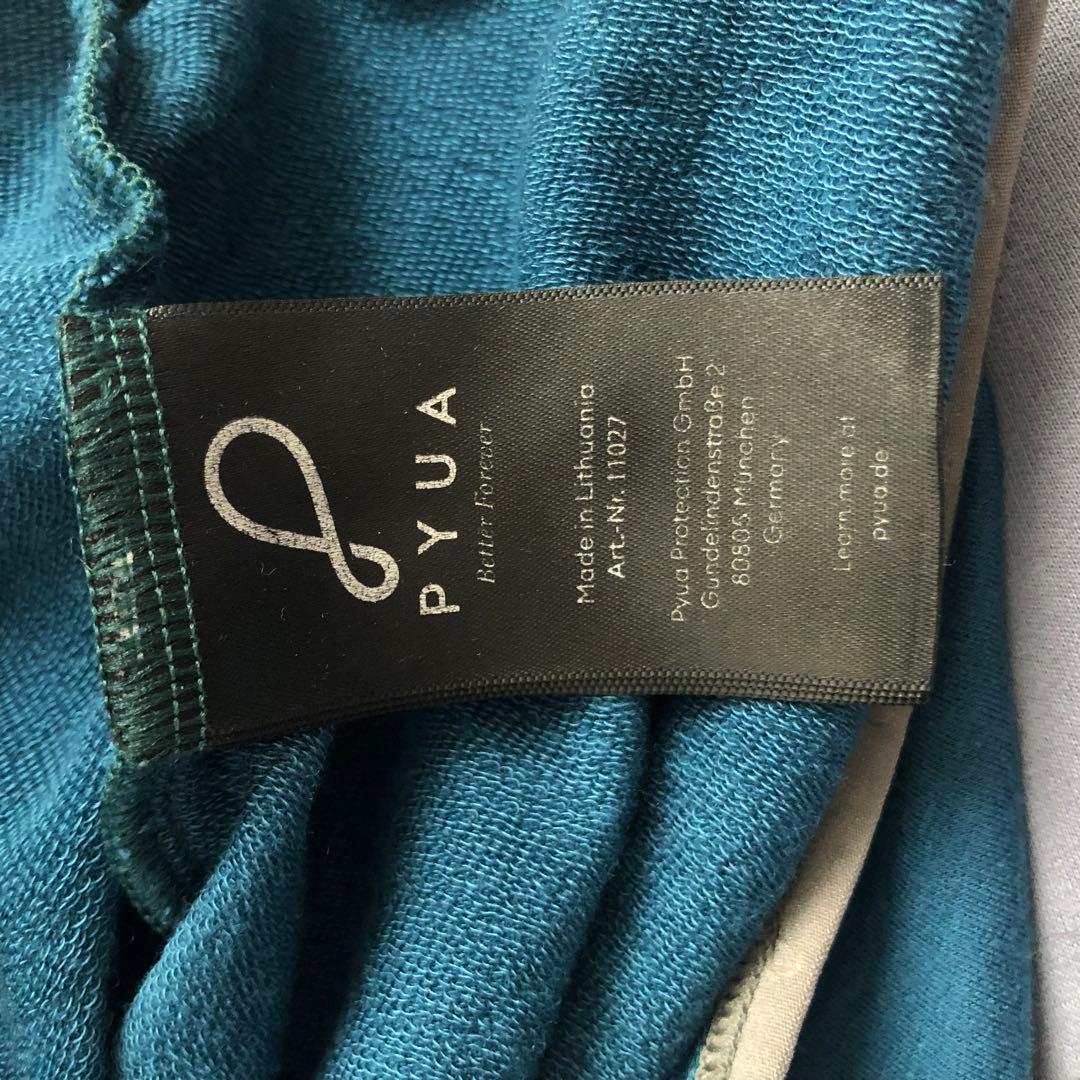 PYUA
Better Forever
Made in Lithuania
Art.-Nr. 11027
Pyua Protection GmbH
Gundelindenstraße 2
80805 München
Germany
Learn more at
pyua.de